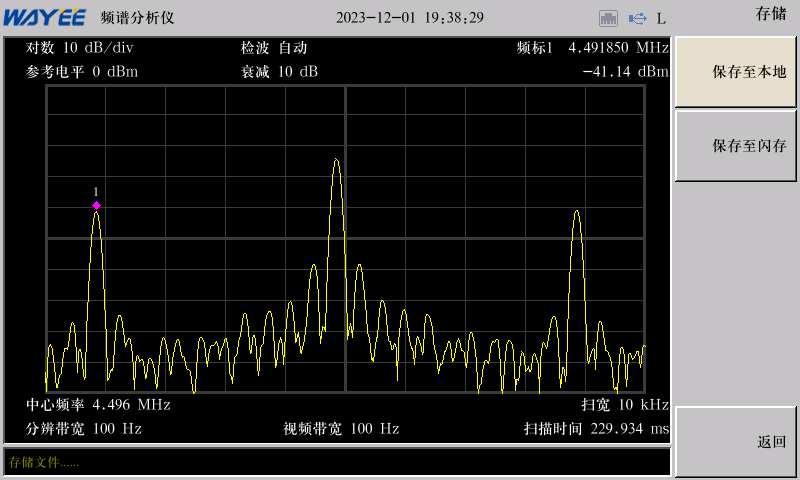 WAYEE 频谱分析仪 2023-12-01 19:38:29 L 存储
对数 10 dB/div 检波 自动 频标1 4.491850 MHz
参考电平 0 dBm 衰减 10 dB -41.14 dBm
保存至本地
保存至闪存
1
中心频率 4.496 MHz 扫宽 10 kHz
分辨带宽 100 Hz 视频带宽 100 Hz 扫描时间 229.934 ms
返回
存储文件......